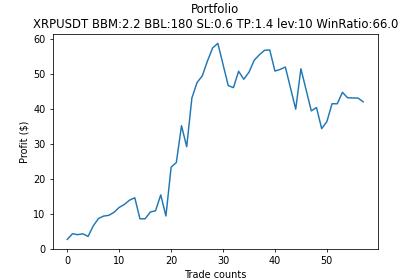 Portfolio
XRPUSDT BBM:2.2 BBL:180 SL:0.6 TP:1.4 lev:10 WinRatio:66.0
60
50
40
30
20
10
0
Profit ($)
0 10 20 30 40 50
Trade counts